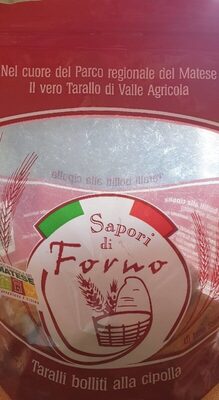 Nel cuore del Parco regionale del Matese
Il vero Tarallo di Valle Agricola
Taralli bolliti alla cipolla
Sapori
di
Forno
MATESE
Taralli bolliti alla cipolla